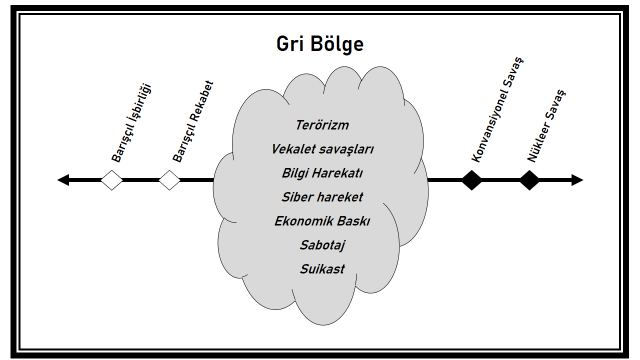 Gri Bölge
Barışçıl İşbirliği
Barışçıl Rekabet
Terörizm
Vekalet savaşları
Bilgi Harekatı
Siber hareket
Ekonomik Baskı
Sabotaj
Suikast
Konvansiyonel Savaş
Nükleer Savaş